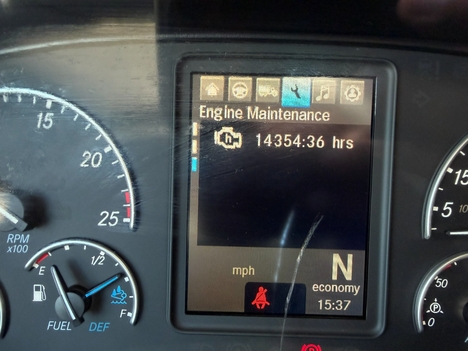 Engine Maintenance
h 14354:36 hrs
mph N
economy
15:37
15
20
25
RPM
x100
E 1/2 F
FUEL DEF
15
5 10
50
0